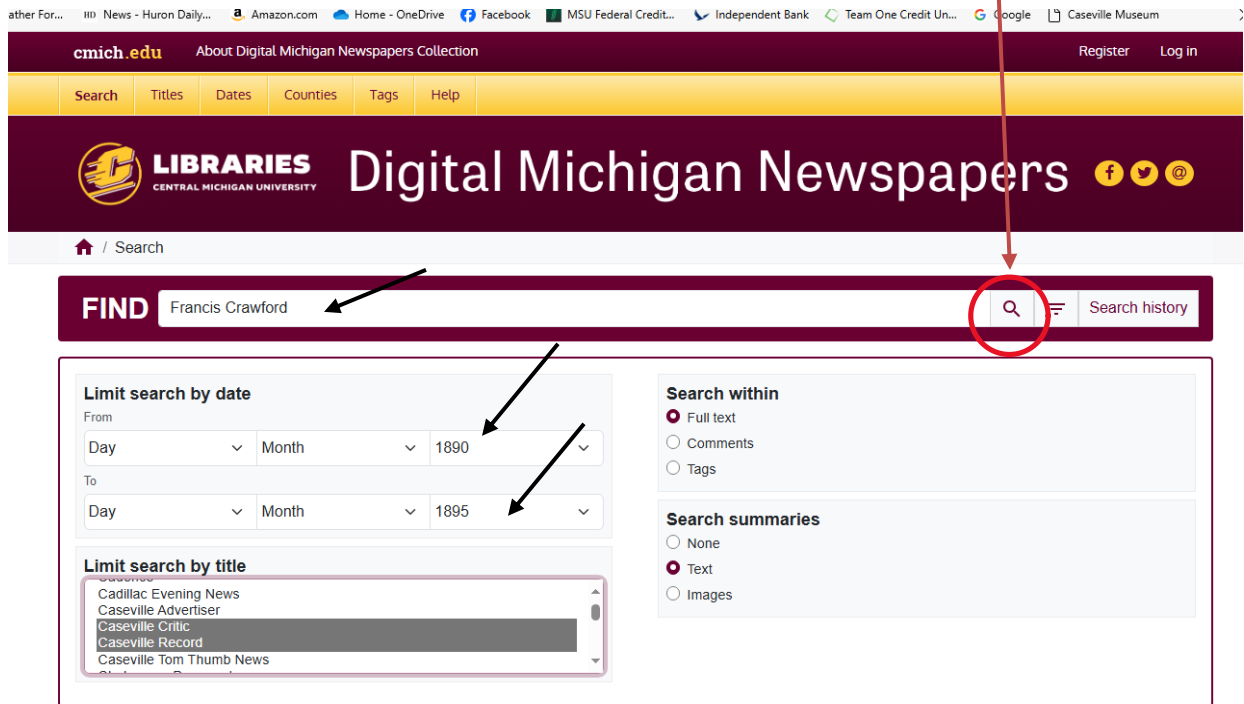 ather For... HD News - Huron Daily... Amazon.com Home - OneDrive Facebook MSU Federal Credit... Independent Bank Team One Credit Un... Google Caseville Museum
cmich.edu About Digital Michigan Newspapers Collection Register Log in
Search Titles Dates Counties Tags Help
LIBRARIES
CENTRAL MICHIGAN UNIVERSITY
Digital Michigan Newspapers
/ Search
FIND Francis Crawford Search history
Limit search by date
From
Day Month 1890
To
Day Month 1895
Limit search by title
Cadillac Evening News
Caseville Advertiser
Caseville Critic
Caseville Record
Caseville Tom Thumb News
Search within
Full text
Comments
Tags
Search summaries
None
Text
Images